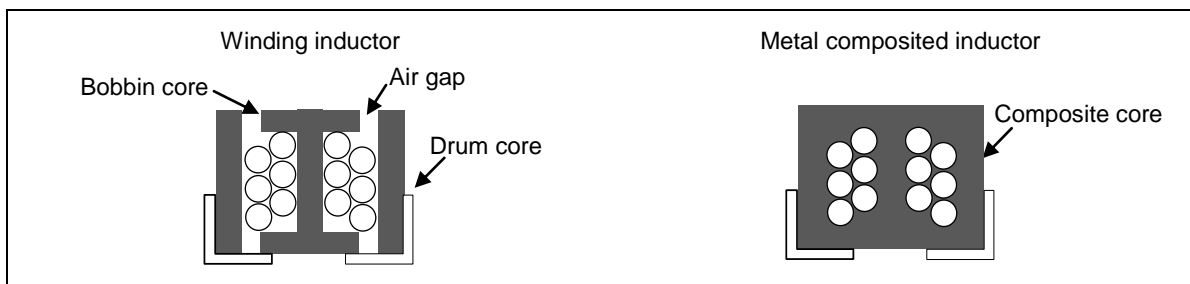 Winding inductor
Metal composited inductor
Bobbin core
Air gap
Drum core
Composite core